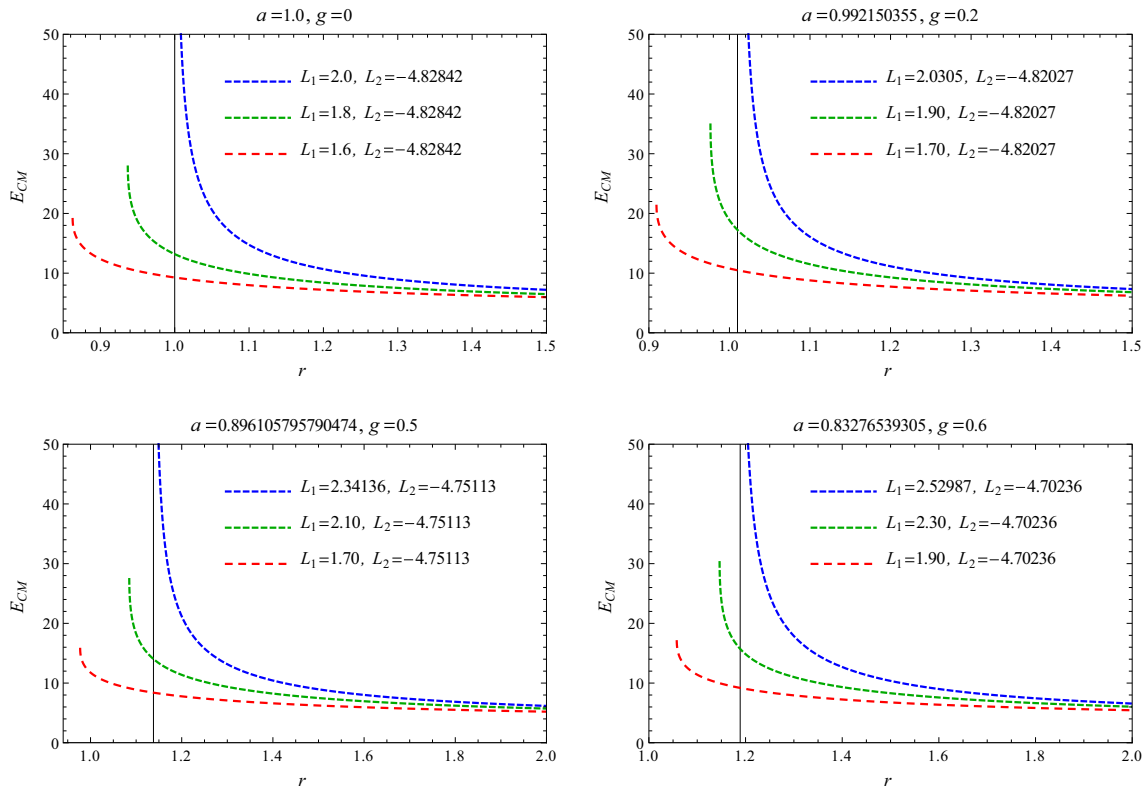 a=1.0, g=0
E_CM
50
40
30
20
10
0
L₁=2.0, L₂=−4.82842
L₁=1.8, L₂=−4.82842
L₁=1.6, L₂=−4.82842
0.9 1.0 1.1 1.2 1.3 1.4 1.5
r
a=0.992150355, g=0.2
E_CM
50
40
30
20
10
0
L₁=2.0305, L₂=−4.82027
L₁=1.90, L₂=−4.82027
L₁=1.70, L₂=−4.82027
0.9 1.0 1.1 1.2 1.3 1.4 1.5
r
a=0.896105795790474, g=0.5
E_CM
50
40
30
20
10
0
L₁=2.34136, L₂=−4.75113
L₁=2.10, L₂=−4.75113
L₁=1.70, L₂=−4.75113
1.0 1.2 1.4 1.6 1.8 2.0
r
a=0.83276539305, g=0.6
E_CM
50
40
30
20
10
0
L₁=2.52987, L₂=−4.70236
L₁=2.30, L₂=−4.70236
L₁=1.90, L₂=−4.70236
1.0 1.2 1.4 1.6 1.8 2.0
r